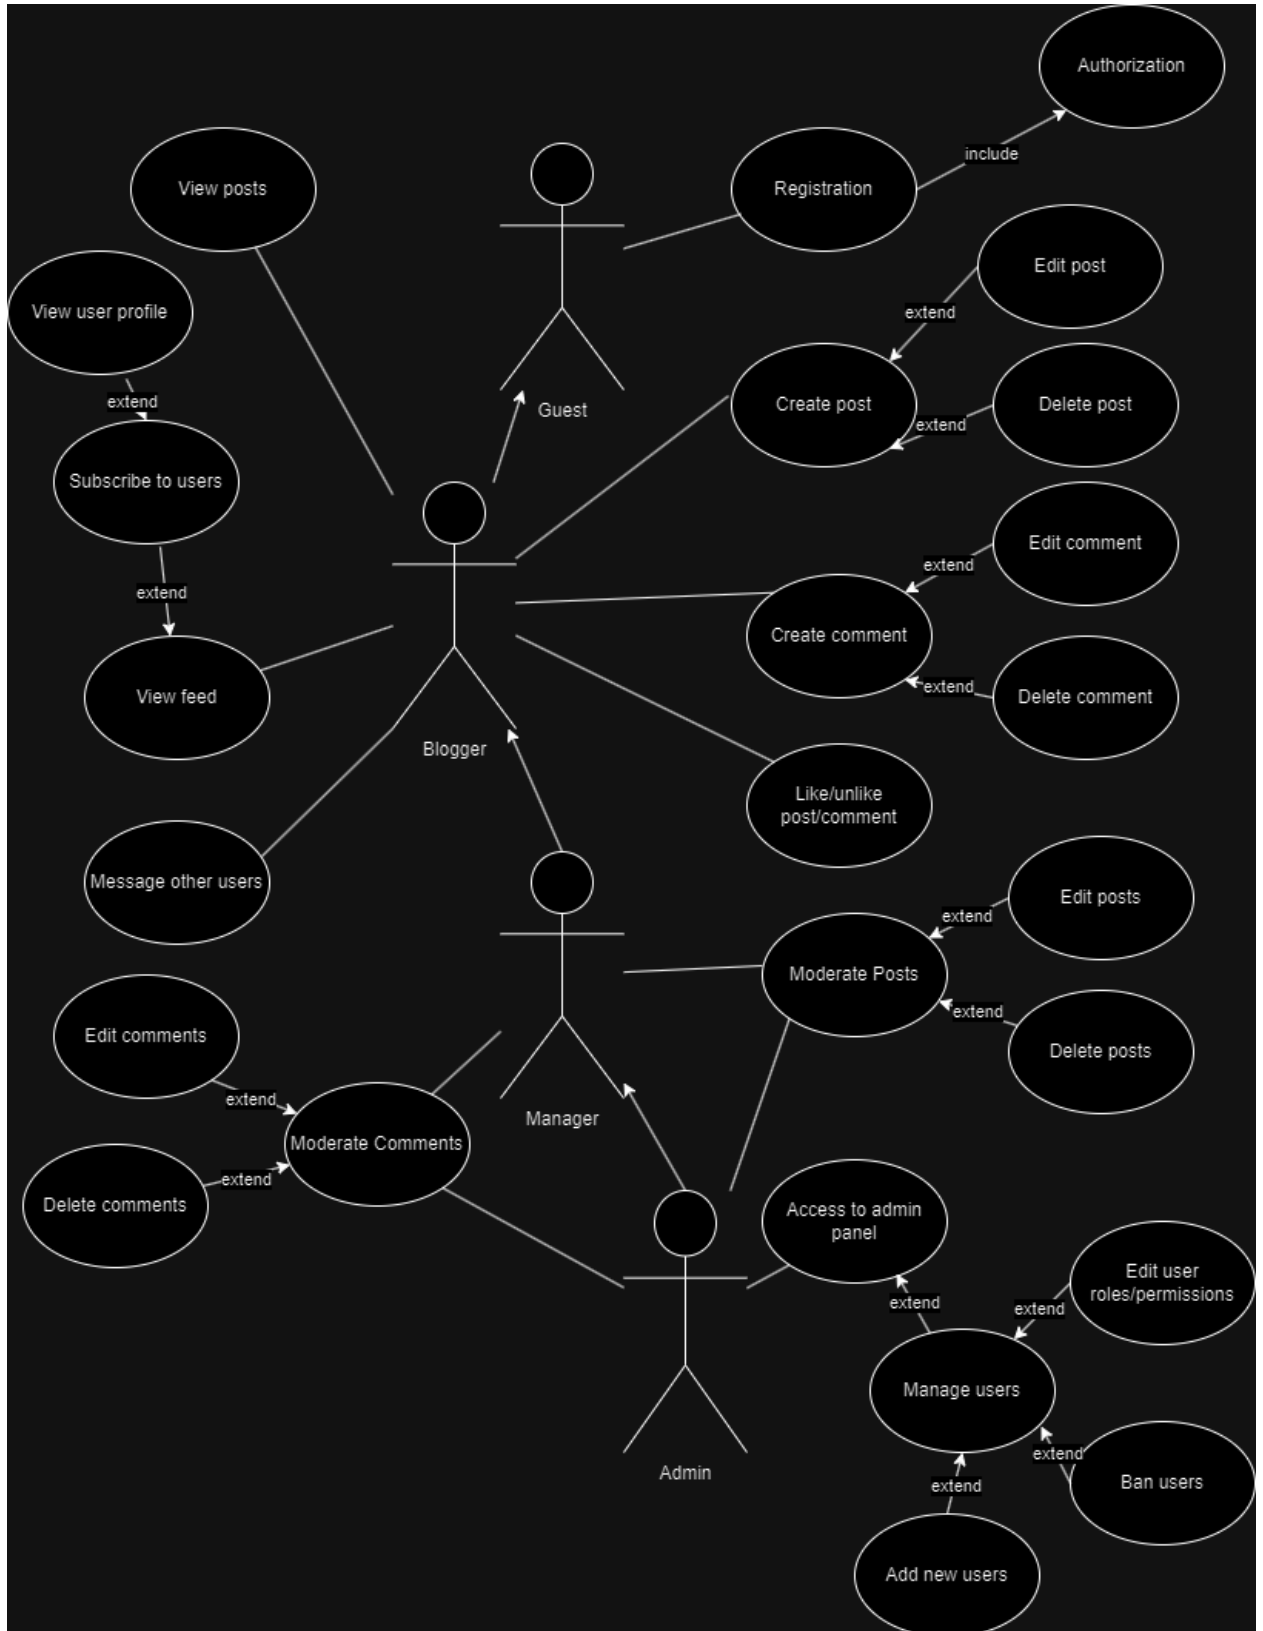 Authorization
include
View posts
Registration
Edit post
View user profile
extend
extend
Guest
Create post
Delete post
extend
Subscribe to users
Edit comment
extend
extend
Create comment
extend
Delete comment
View feed
Blogger
Like/unlike
post/comment
Message other users
Edit posts
extend
Moderate Posts
extend
Delete posts
Edit comments
extend
Manager
Moderate Comments
extend
Delete comments
Access to admin
panel
Edit user
roles/permissions
extend
extend
Manage users
extend
Admin
extend
Ban users
Add new users